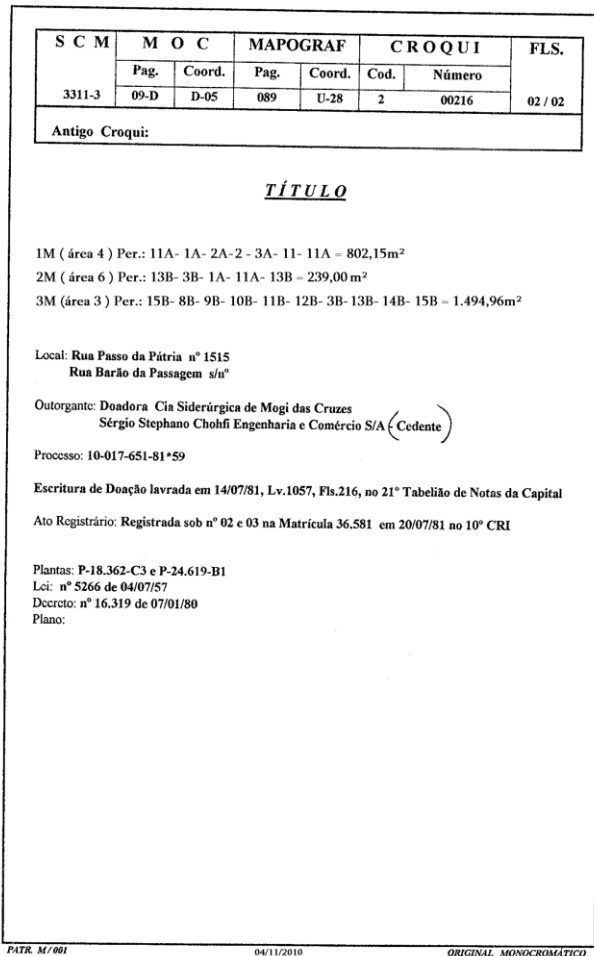 S C M M O C MAPOGRAF C R O Q U I FLS.
Pag. Coord. Pag. Coord. Cod. Número
3311-3 09-D D-05 089 U-28 2 00216 02 / 02
Antigo Croqui:
TÍTULO
1M ( área 4 ) Per.: 11A- 1A- 2A-2 - 3A- 11- 11A = 802,15m²
2M ( área 6 ) Per.: 13B- 3B- 1A- 11A- 13B = 239,00 m²
3M (área 3 ) Per.: 15B- 8B- 9B- 10B- 11B- 12B- 3B- 13B- 14B- 15B = 1.494,96m²
Local: Rua Passo da Pátria nº 1515
Rua Barão da Passagem s/nº
Outorgante: Doadora Cia Siderúrgica de Mogi das Cruzes
Sérgio Stephano Chohfi Engenharia e Comércio S/A (Cedente)
Processo: 10-017-651-81*59
Escritura de Doação lavrada em 14/07/81, Lv.1057, Fls.216, no 21º Tabelião de Notas da Capital
Ato Registrário: Registrada sob nº 02 e 03 na Matrícula 36.581 em 20/07/81 no 10º CRI
Plantas: P-18.362-C3 e P-24.619-B1
Lei: nº 5266 de 04/07/57
Decreto: nº 16.319 de 07/01/80
Plano:
PATR. M / 001 04/11/2010 ORIGINAL MONOCROMÁTICO